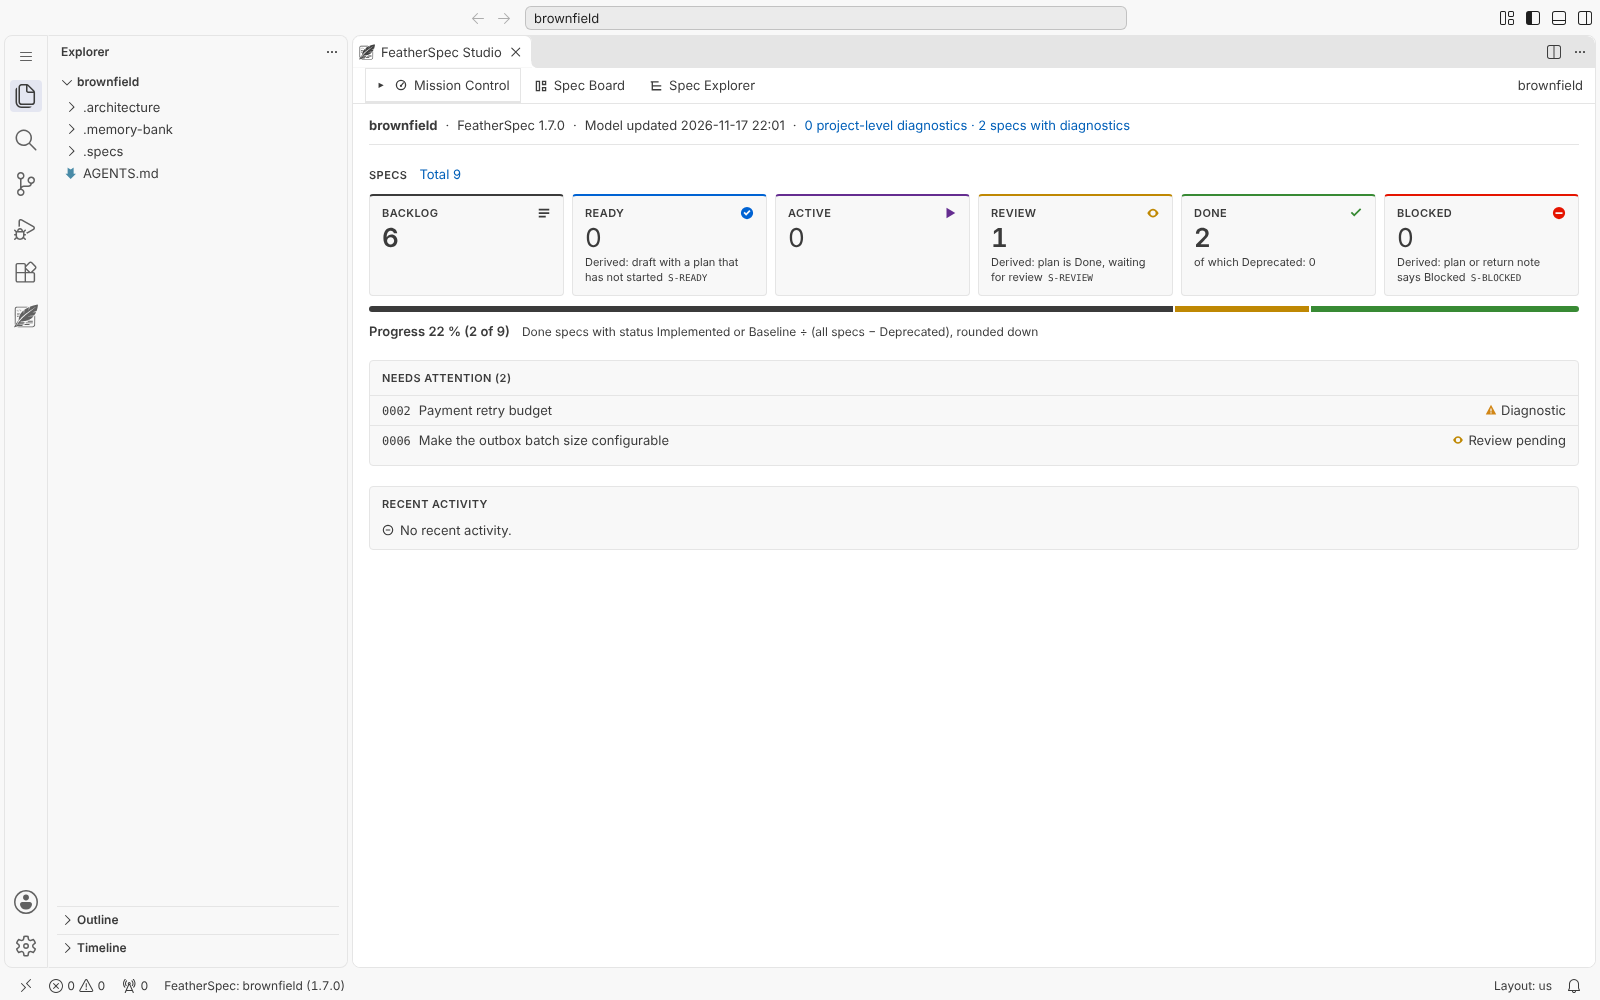 brownfield
Explorer
brownfield
.architecture
.memory-bank
.specs
AGENTS.md
Outline
Timeline
FeatherSpec Studio
Mission Control
Spec Board
Spec Explorer
brownfield
brownfield · FeatherSpec 1.7.0 · Model updated 2026-11-17 22:01 · 0 project-level diagnostics · 2 specs with diagnostics
SPECS Total 9
BACKLOG
6
READY
0
Derived: draft with a plan that
has not started S-READY
ACTIVE
0
REVIEW
1
Derived: plan is Done, waiting
for review S-REVIEW
DONE
2
of which Deprecated: 0
BLOCKED
0
Derived: plan or return note
says Blocked S-BLOCKED
Progress 22 % (2 of 9) Done specs with status Implemented or Baseline ÷ (all specs − Deprecated), rounded down
NEEDS ATTENTION (2)
0002 Payment retry budget Diagnostic
0006 Make the outbox batch size configurable Review pending
RECENT ACTIVITY
No recent activity.
0 0 0 FeatherSpec: brownfield (1.7.0) Layout: us